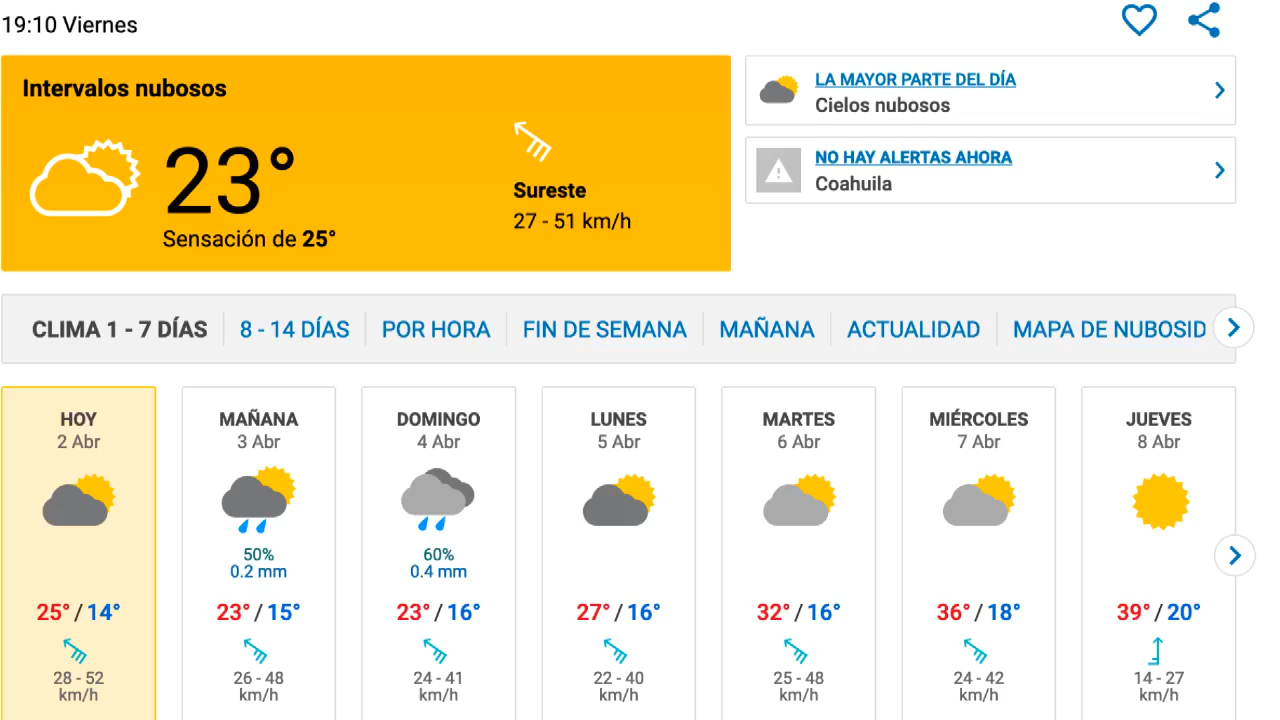 19:10 Viernes
Intervalos nubosos
23°
Sensación de 25°
Sureste
27 - 51 km/h
LA MAYOR PARTE DEL DÍA
Cielos nubosos
NO HAY ALERTAS AHORA
Coahuila
CLIMA 1 - 7 DÍAS
8 - 14 DÍAS
POR HORA
FIN DE SEMANA
MAÑANA
ACTUALIDAD
MAPA DE NUBOSID
HOY
2 Abr
25° / 14°
28 - 52
km/h
MAÑANA
3 Abr
50%
0.2 mm
23° / 15°
26 - 48
km/h
DOMINGO
4 Abr
60%
0.4 mm
23° / 16°
24 - 41
km/h
LUNES
5 Abr
27° / 16°
22 - 40
km/h
MARTES
6 Abr
32° / 16°
25 - 48
km/h
MIÉRCOLES
7 Abr
36° / 18°
24 - 42
km/h
JUEVES
8 Abr
39° / 20°
14 - 27
km/h